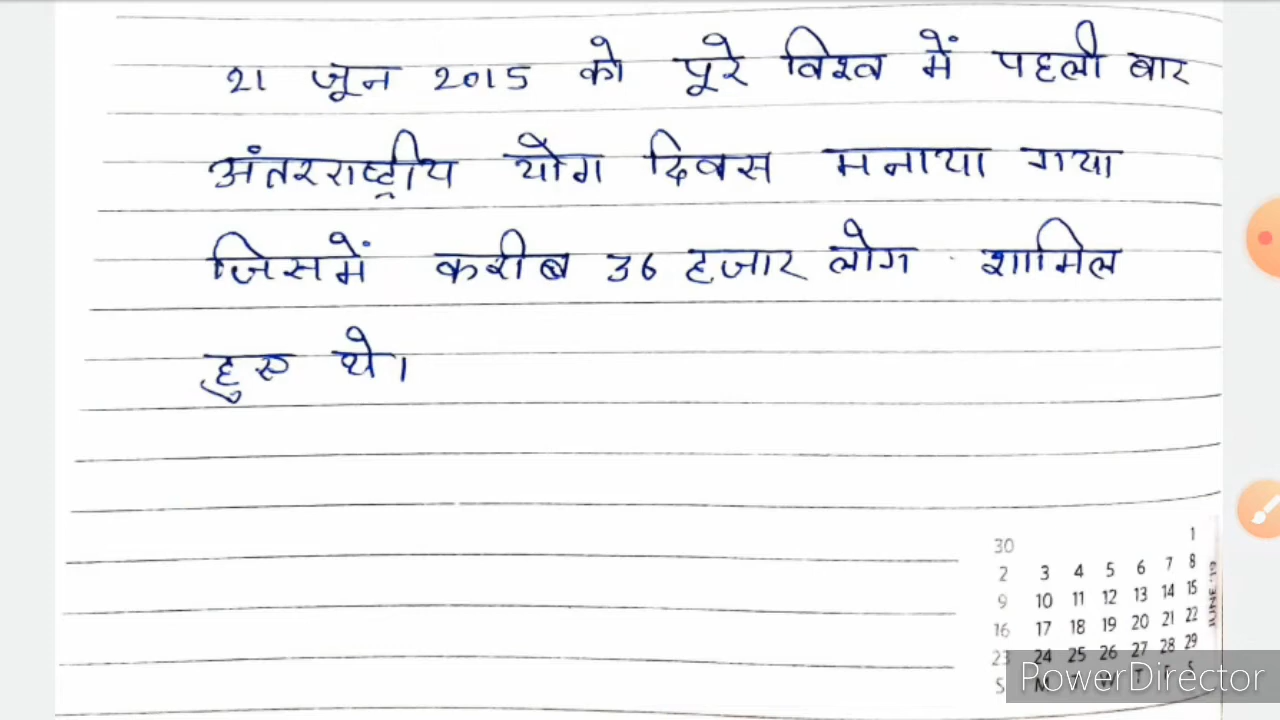 21 जून 2015 को पूरे विश्व में पहली बार
अंतरराष्ट्रीय योग दिवस मनाया गया
जिसमें करीब 36 हजार लोग शामिल
हुए थे।
30 1
2 3 4 5 6 7 8
9 10 11 12 13 14 15
16 17 18 19 20 21 22
23 24 25 26 27 28 29
S M T W T F S
JUNE '19
PowerDirector